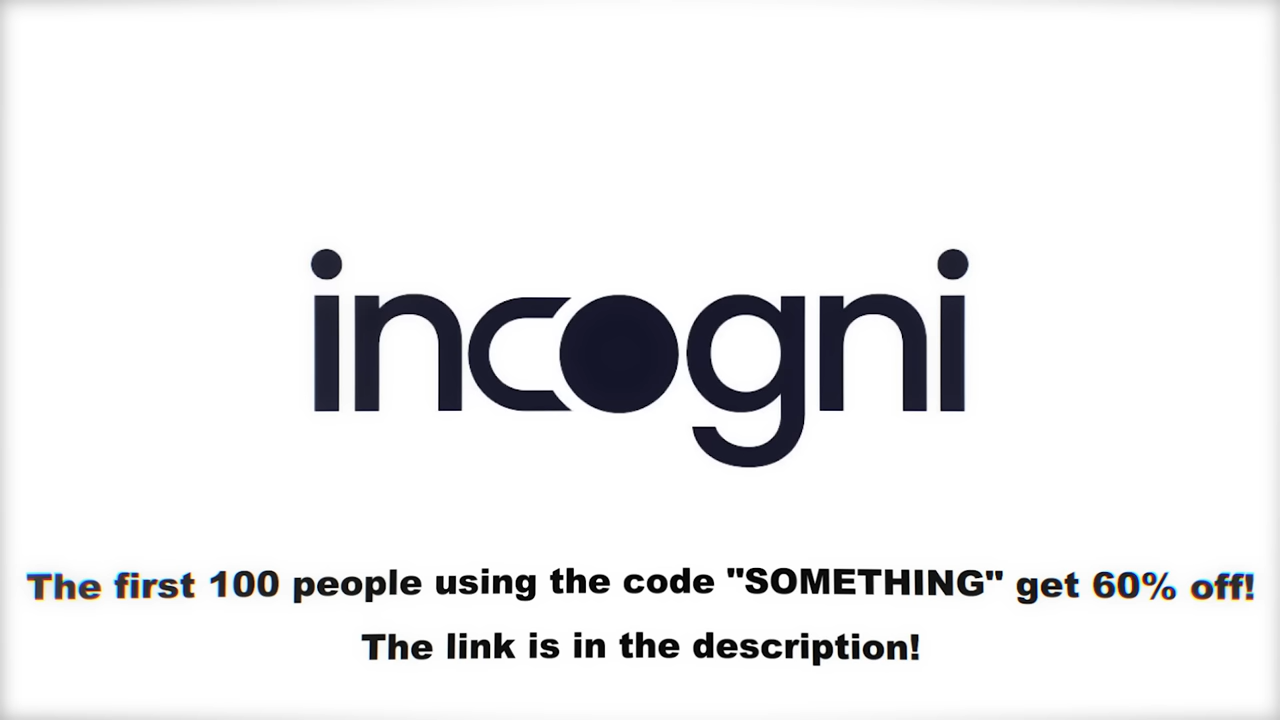 incogni
The first 100 people using the code "SOMETHING" get 60% off!
The link is in the description!